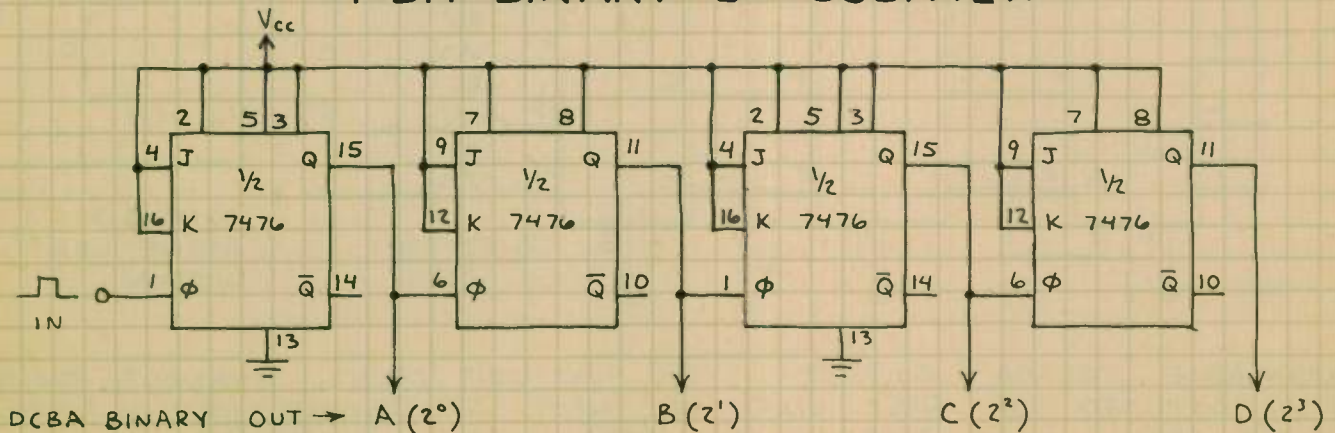 BINARY COUNTER
Vcc
2 5 3 7 8 2 5 3 7 8
4 J Q 15 9 J Q 11 4 J Q 15 9 J Q 11
1/2 1/2 1/2 1/2
16 K 7476 12 K 7476 16 K 7476 12 K 7476
1 Φ Q̅ 14 6 Φ Q̅ 10 1 Φ Q̅ 14 6 Φ Q̅ 10
IN
13 13
DCBA BINARY OUT → A (2⁰) B (2¹) C (2²) D (2³)